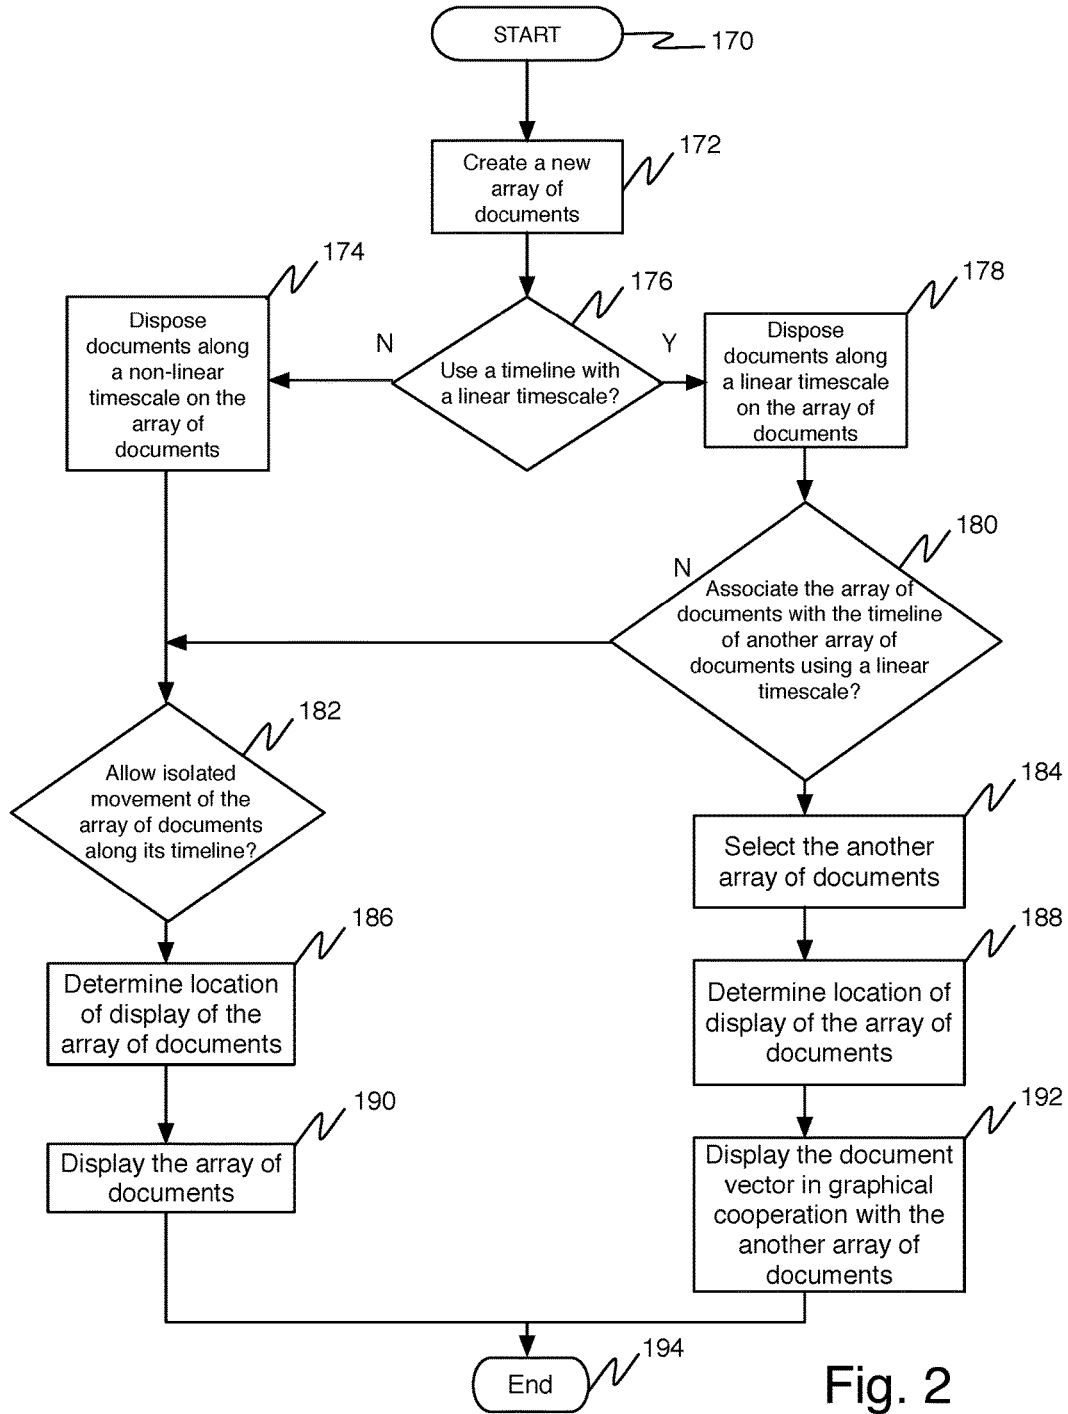 START
170
Create a new
array of
documents
172
174
176
178
Dispose
documents along
a non-linear
timescale on the
array of
documents
N
Use a timeline with
a linear timescale?
Y
Dispose
documents along
a linear timescale
on the array of
documents
180
N
Associate the array of
documents with the timeline
of another array of
documents using a linear
timescale?
182
Allow isolated
movement of the
array of documents
along its timeline?
184
Select the another
array of documents
186
Determine location
of display of the
array of documents
188
Determine location of
display of the array of
documents
190
Display the array of
documents
192
Display the document
vector in graphical
cooperation with the
another array of
documents
End
194
Fig. 2